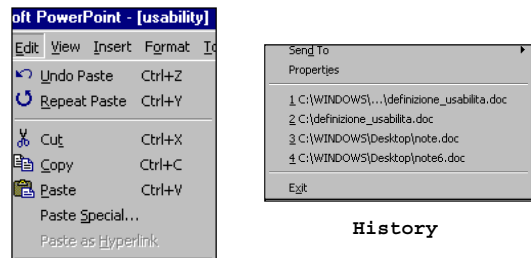 oft PowerPoint - [usability]
Edit View Insert Format To
Undo Paste Ctrl+Z
Repeat Paste Ctrl+Y
Cut Ctrl+X
Copy Ctrl+C
Paste Ctrl+V
Paste Special...
Paste as Hyperlink
Send To
Properties
1 C:\WINDOWS\...\definizione_usabilita.doc
2 C:\definizione_usabilita.doc
3 C:\WINDOWS\Desktop\note.doc
4 C:\WINDOWS\Desktop\note6.doc
Exit
History